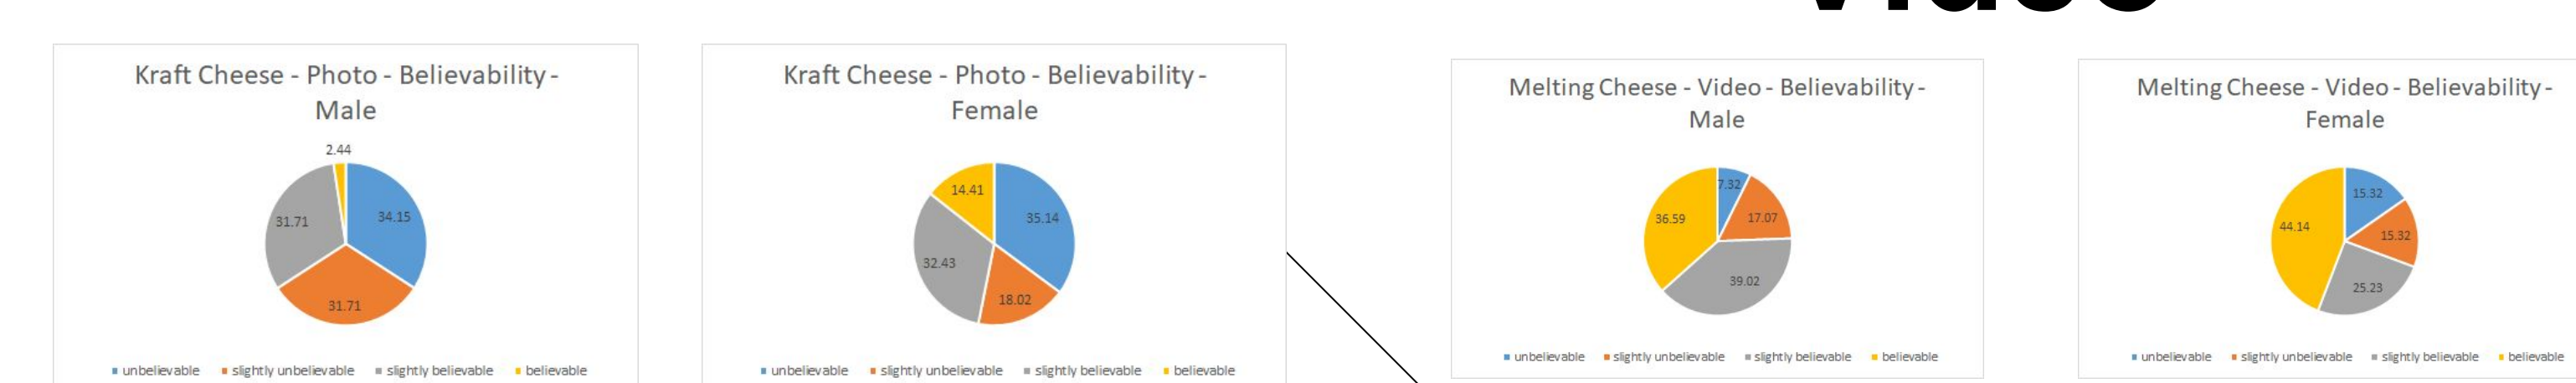 Video
Kraft Cheese - Photo - Believability -
Male
2.44
34.15
31.71
31.71
unbelievable slightly unbelievable slightly believable believable
Kraft Cheese - Photo - Believability -
Female
14.41
35.14
32.43
18.02
unbelievable slightly unbelievable slightly believable believable
Melting Cheese - Video - Believability -
Male
7.32
36.59
17.07
39.02
unbelievable slightly unbelievable slightly believable believable
Melting Cheese - Video - Believability -
Female
15.32
44.14
15.32
25.23
unbelievable slightly unbelievable slightly believable believable